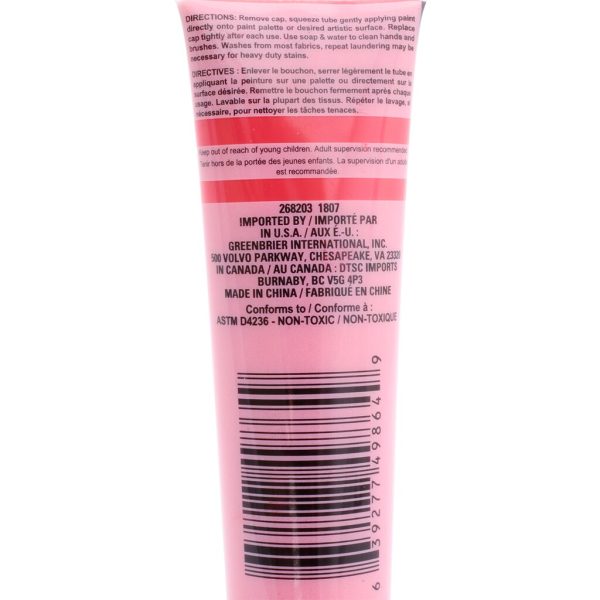 DIRECTIONS: Remove cap, squeeze tube gently applying paint
directly onto paint palette or desired artistic surface. Replace
cap tightly after each use. Use soap & water to clean hands and
brushes. Washes from most fabrics, repeat laundering may be
necessary for heavy duty stains.
DIRECTIVES : Enlever le bouchon, serrer légèrement le tube en
appliquant la peinture sur une palette ou directement sur la
surface désirée. Remettre le bouchon fermement après chaque
usage. Lavable sur la plupart des tissus. Répéter le lavage, si
nécessaire, pour nettoyer les tâches tenaces.
Keep out of reach of young children. Adult supervision recommended.
Tenir hors de la portée des jeunes enfants. La supervision d'un adulte
est recommandée.
268203 1807
IMPORTED BY / IMPORTÉ PAR
IN U.S.A. / AUX É.-U. :
GREENBRIER INTERNATIONAL, INC.
500 VOLVO PARKWAY, CHESAPEAKE, VA 23320
IN CANADA / AU CANADA : DTSC IMPORTS
BURNABY, BC V5G 4P3
MADE IN CHINA / FABRIQUÉ EN CHINE
Conforms to / Conforme à :
ASTM D4236 - NON-TOXIC / NON-TOXIQUE
6 39277 49864 9